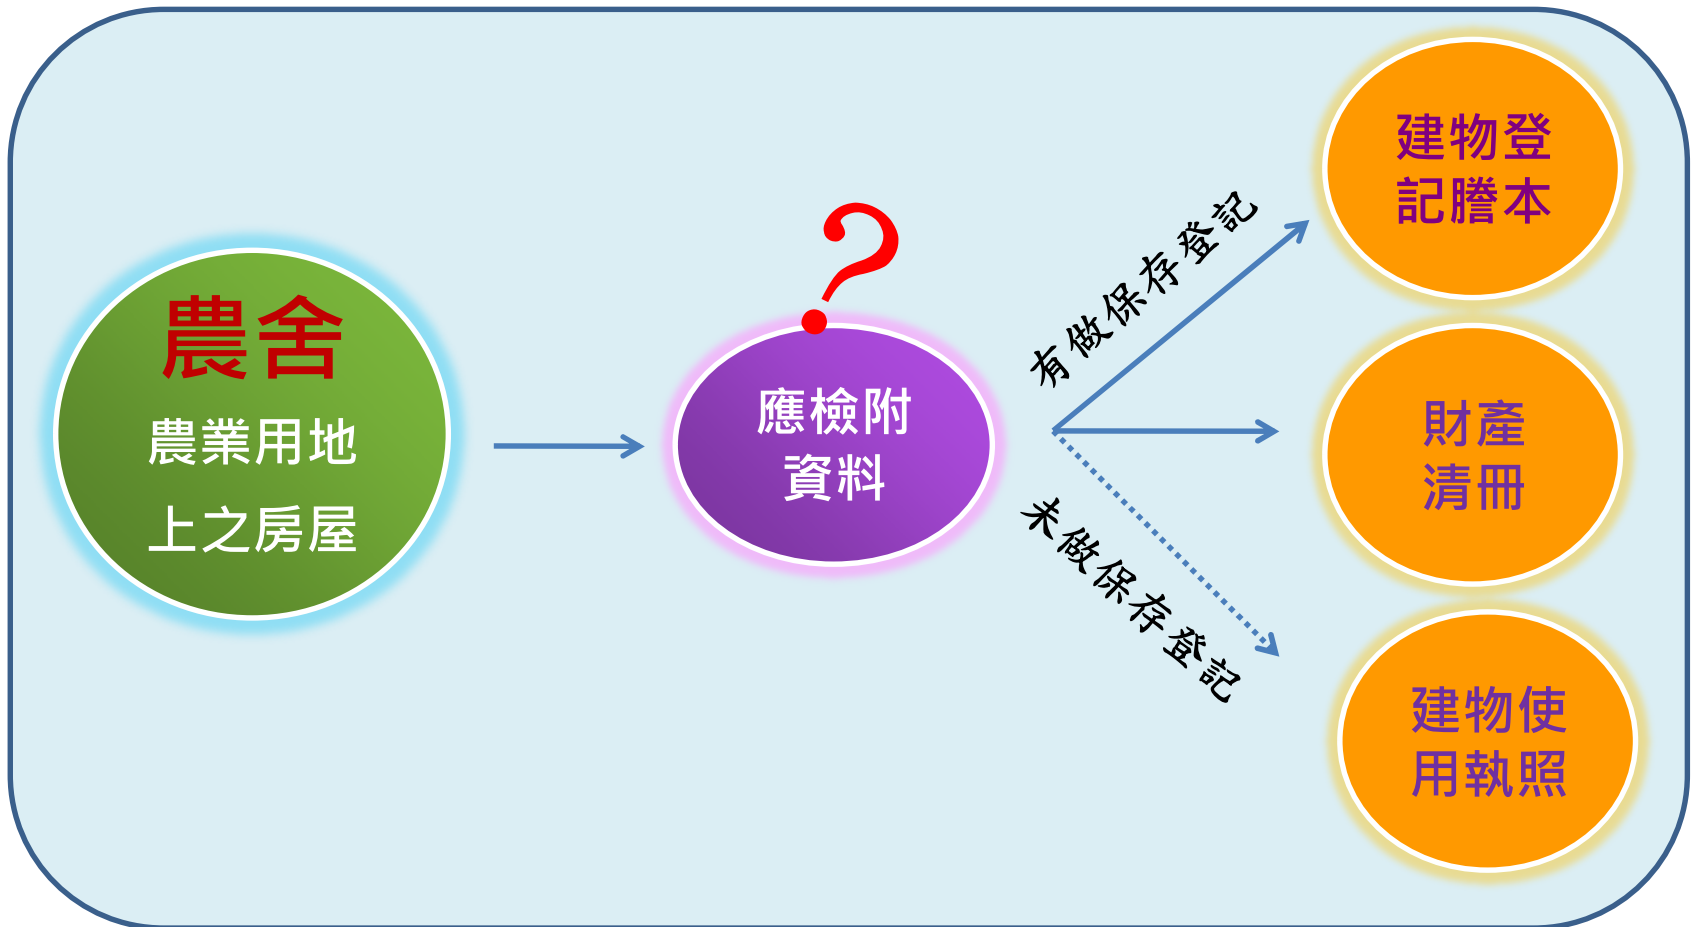 農舍
農業用地
上之房屋
?
應檢附
資料
有做保存登記
未做保存登記
建物登
記謄本
財產
清冊
建物使
用執照